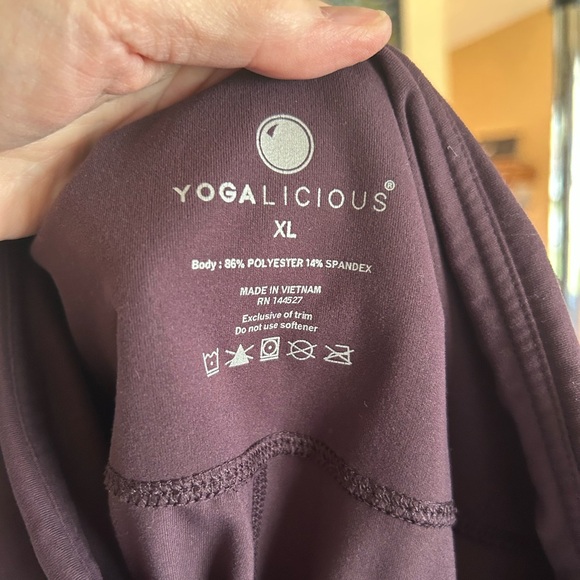 YOGALICIOUS®
XL
Body : 86% POLYESTER 14% SPANDEX
MADE IN VIETNAM
RN 144527
Exclusive of trim
Do not use softener